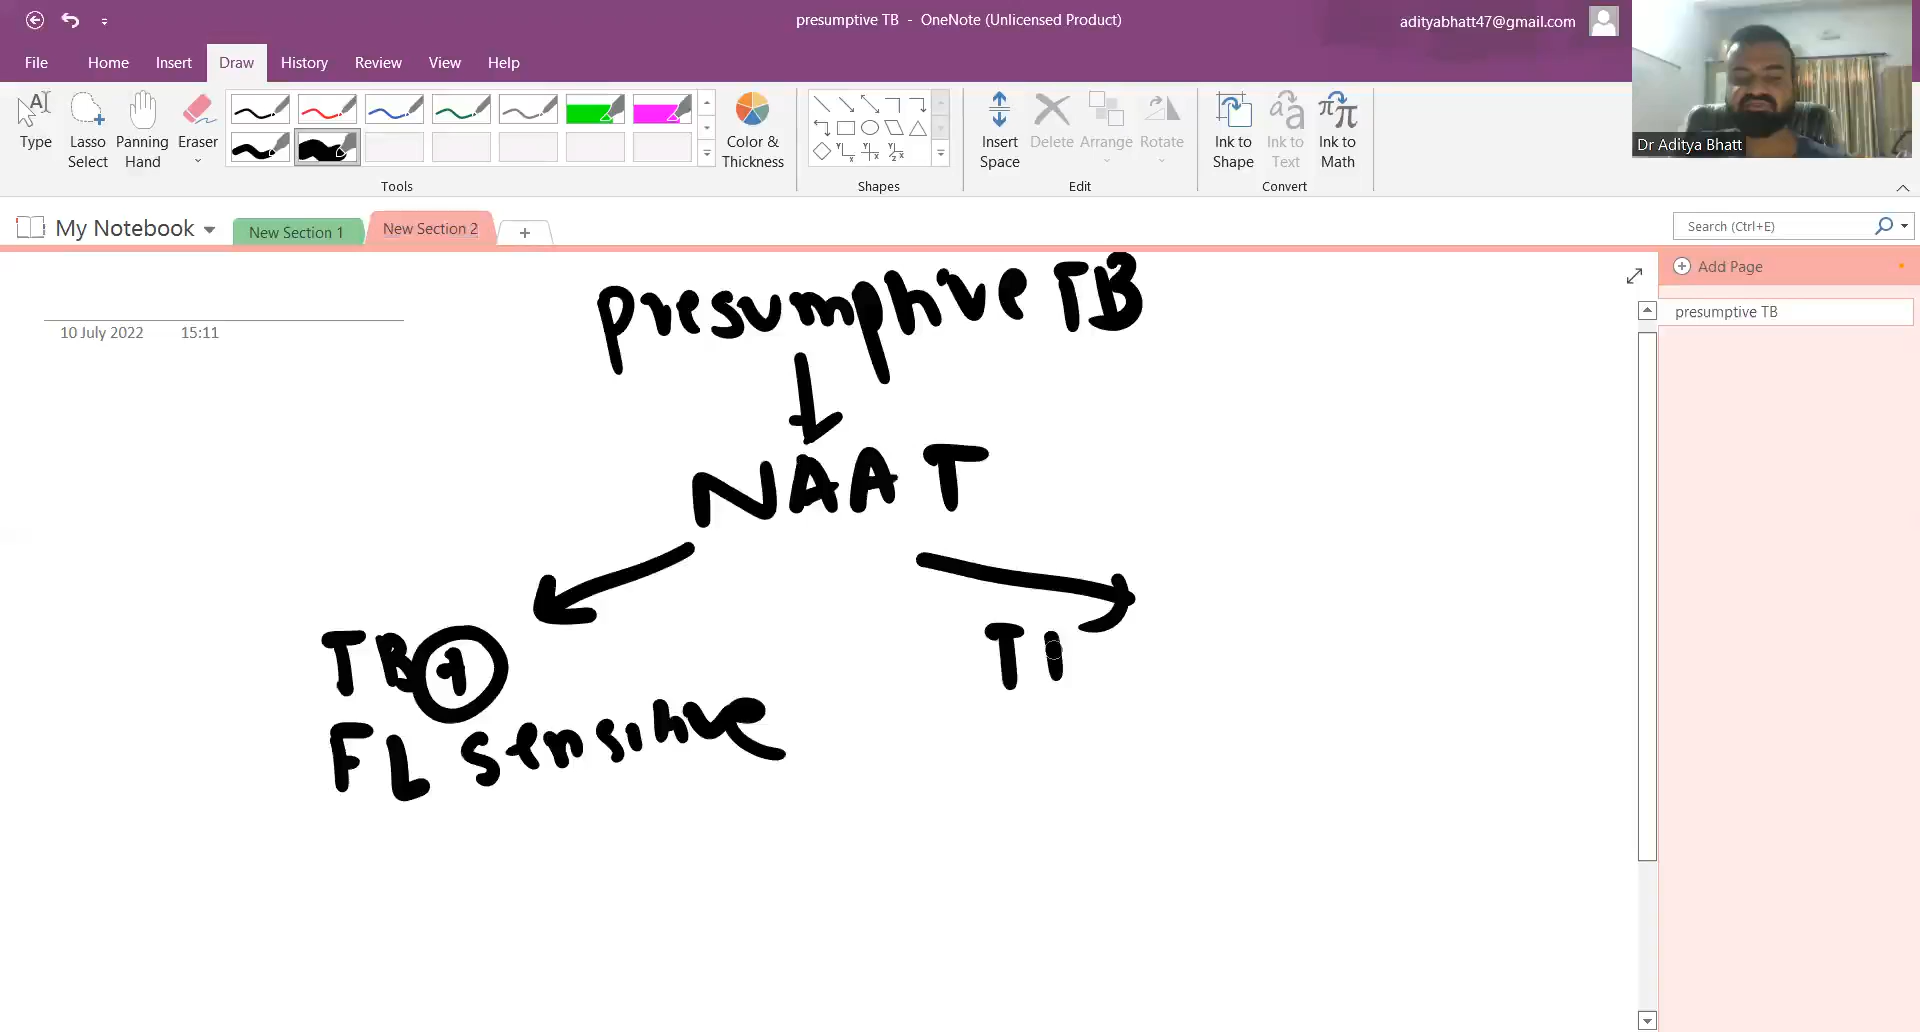 presumptive TB - OneNote (Unlicensed Product)
adityabhatt47@gmail.com
File Home Insert Draw History Review View Help
Type
Lasso Select
Panning Hand
Eraser
Color & Thickness
Insert Space
Delete
Arrange
Rotate
Ink to Shape
Ink to Text
Ink to Math
Tools
Shapes
Edit
Convert
Dr Aditya Bhatt
My Notebook
New Section 1
New Section 2
Search (Ctrl+E)
Add Page
presumptive TB
10 July 2022 15:11
presumptive TB
NAAT
TB +
FL sensitive
T